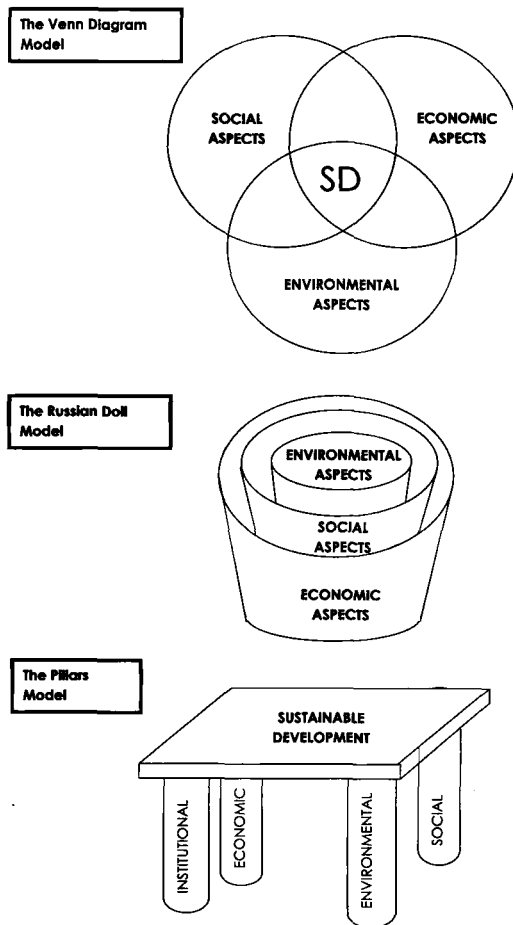 The Venn Diagram
Model
SOCIAL
ASPECTS
ECONOMIC
ASPECTS
SD
ENVIRONMENTAL
ASPECTS
The Russian Doll
Model
ENVIRONMENTAL
ASPECTS
SOCIAL
ASPECTS
ECONOMIC
ASPECTS
The Pillars
Model
SUSTAINABLE
DEVELOPMENT
INSTITUTIONAL
ECONOMIC
ENVIRONMENTAL
SOCIAL